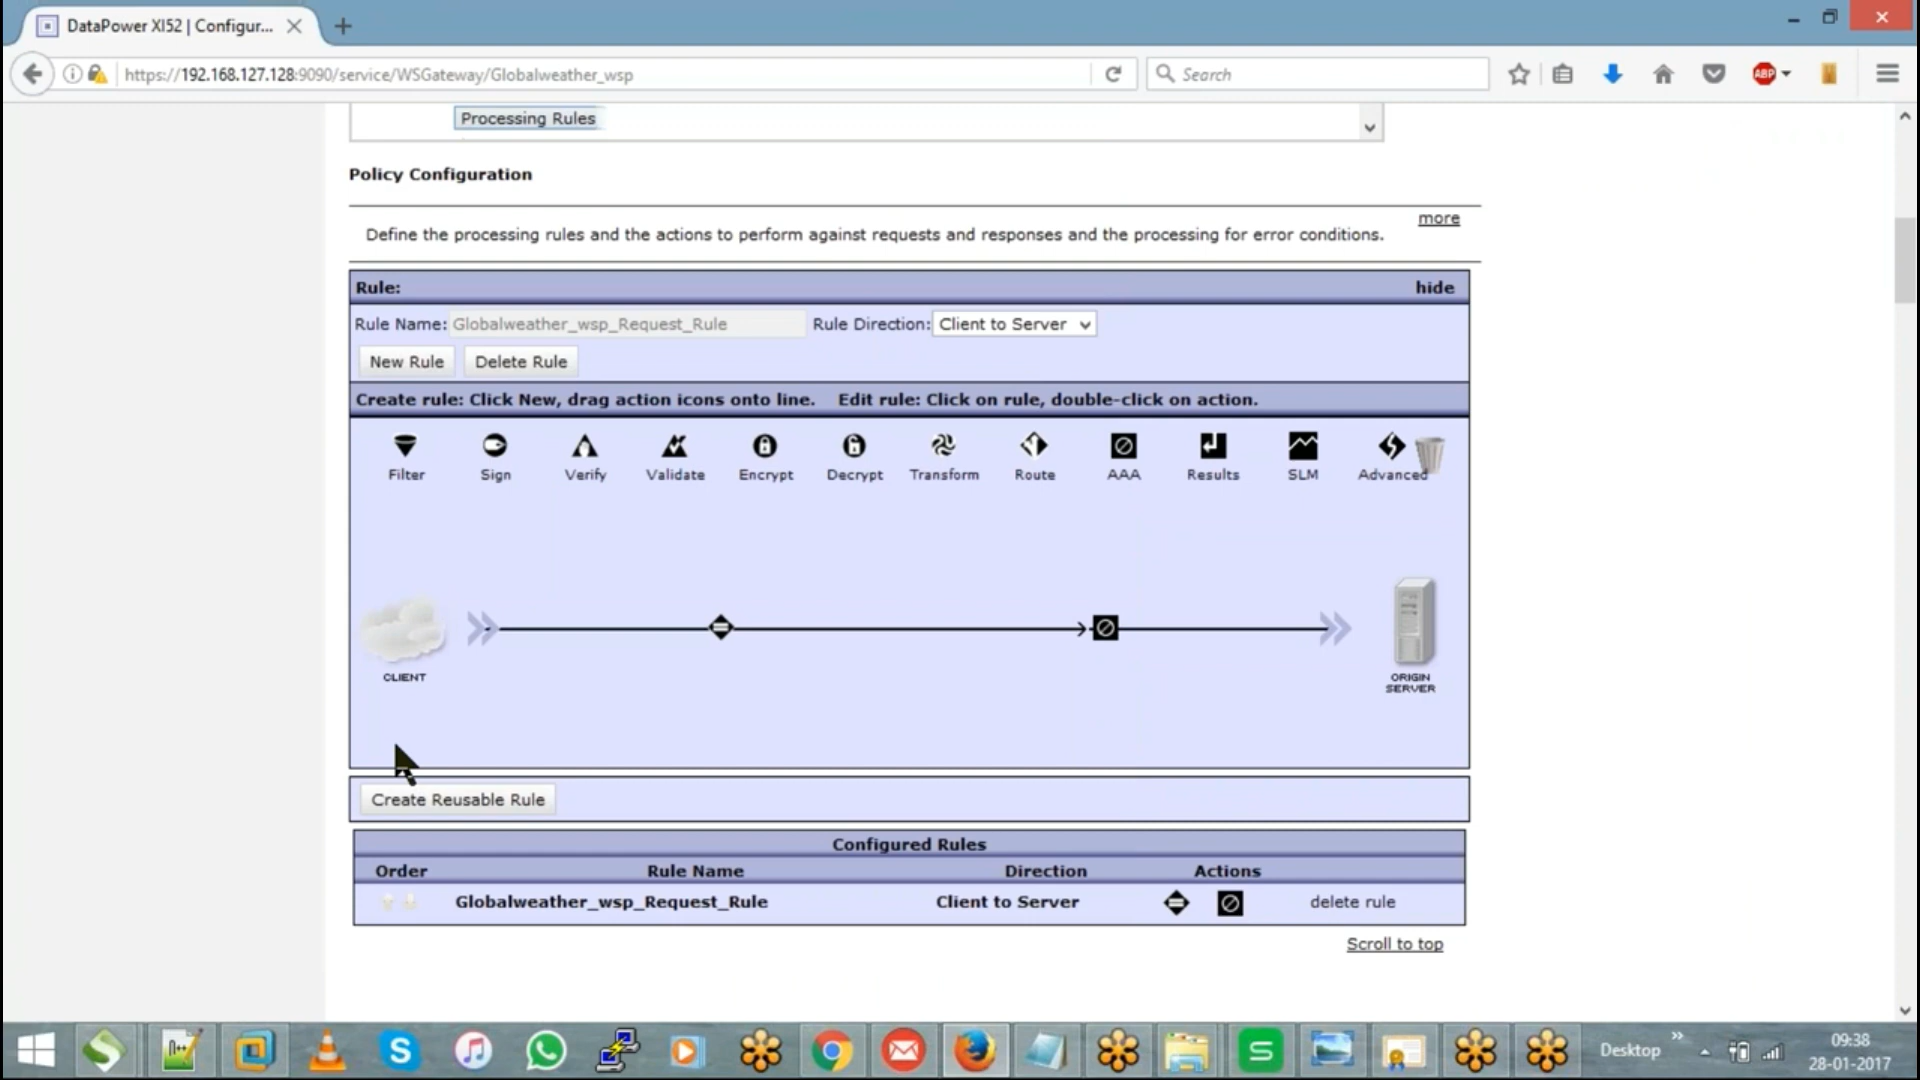 DataPower XI52 | Configur...
https://192.168.127.128:9090/service/WSGateway/Globalweather_wsp
Search
ABP
Processing Rules
Policy Configuration
more
Define the processing rules and the actions to perform against requests and responses and the processing for error conditions.
Rule: hide
Rule Name: Globalweather_wsp_Request_Rule Rule Direction: Client to Server
New Rule Delete Rule
Create rule: Click New, drag action icons onto line. Edit rule: Click on rule, double-click on action.
Filter Sign Verify Validate Encrypt Decrypt Transform Route AAA Results SLM Advanced
CLIENT
ORIGIN
SERVER
Create Reusable Rule
Configured Rules
Order Rule Name Direction Actions
Globalweather_wsp_Request_Rule Client to Server delete rule
Scroll to top
Desktop
09:38
28-01-2017